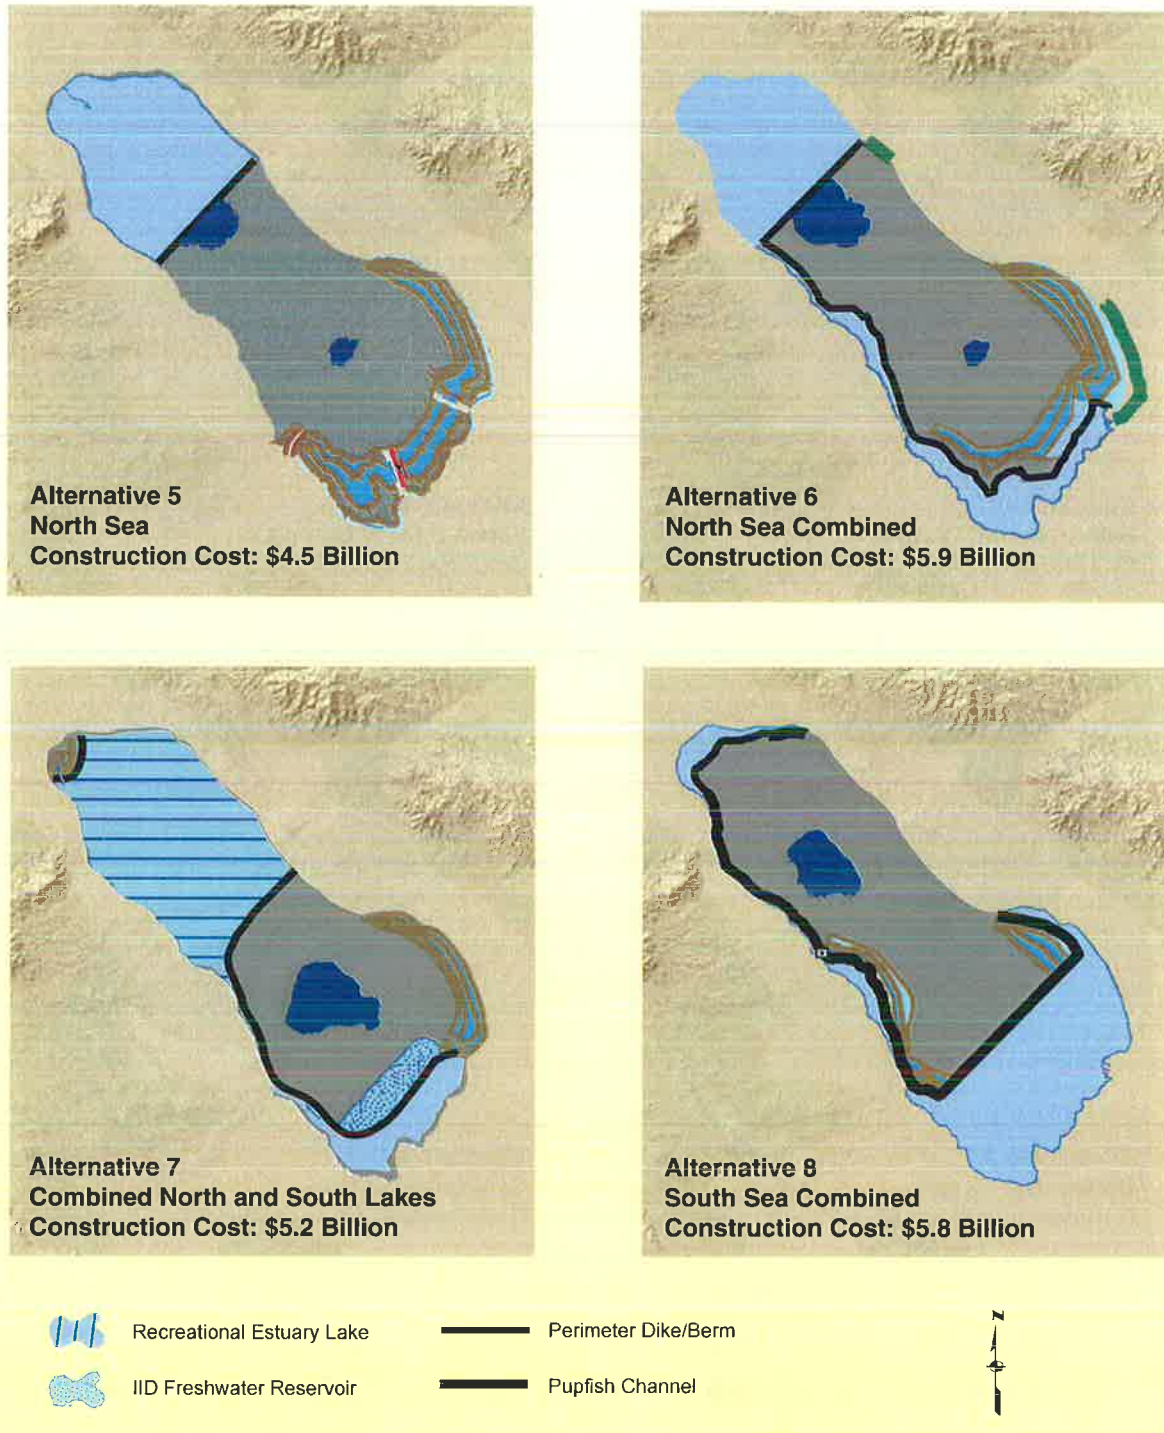 Alternative 5
North Sea
Construction Cost: $4.5 Billion
Alternative 6
North Sea Combined
Construction Cost: $5.9 Billion
Alternative 7
Combined North and South Lakes
Construction Cost: $5.2 Billion
Alternative 8
South Sea Combined
Construction Cost: $5.8 Billion
Recreational Estuary Lake
Perimeter Dike/Berm
IID Freshwater Reservoir
Pupfish Channel
N